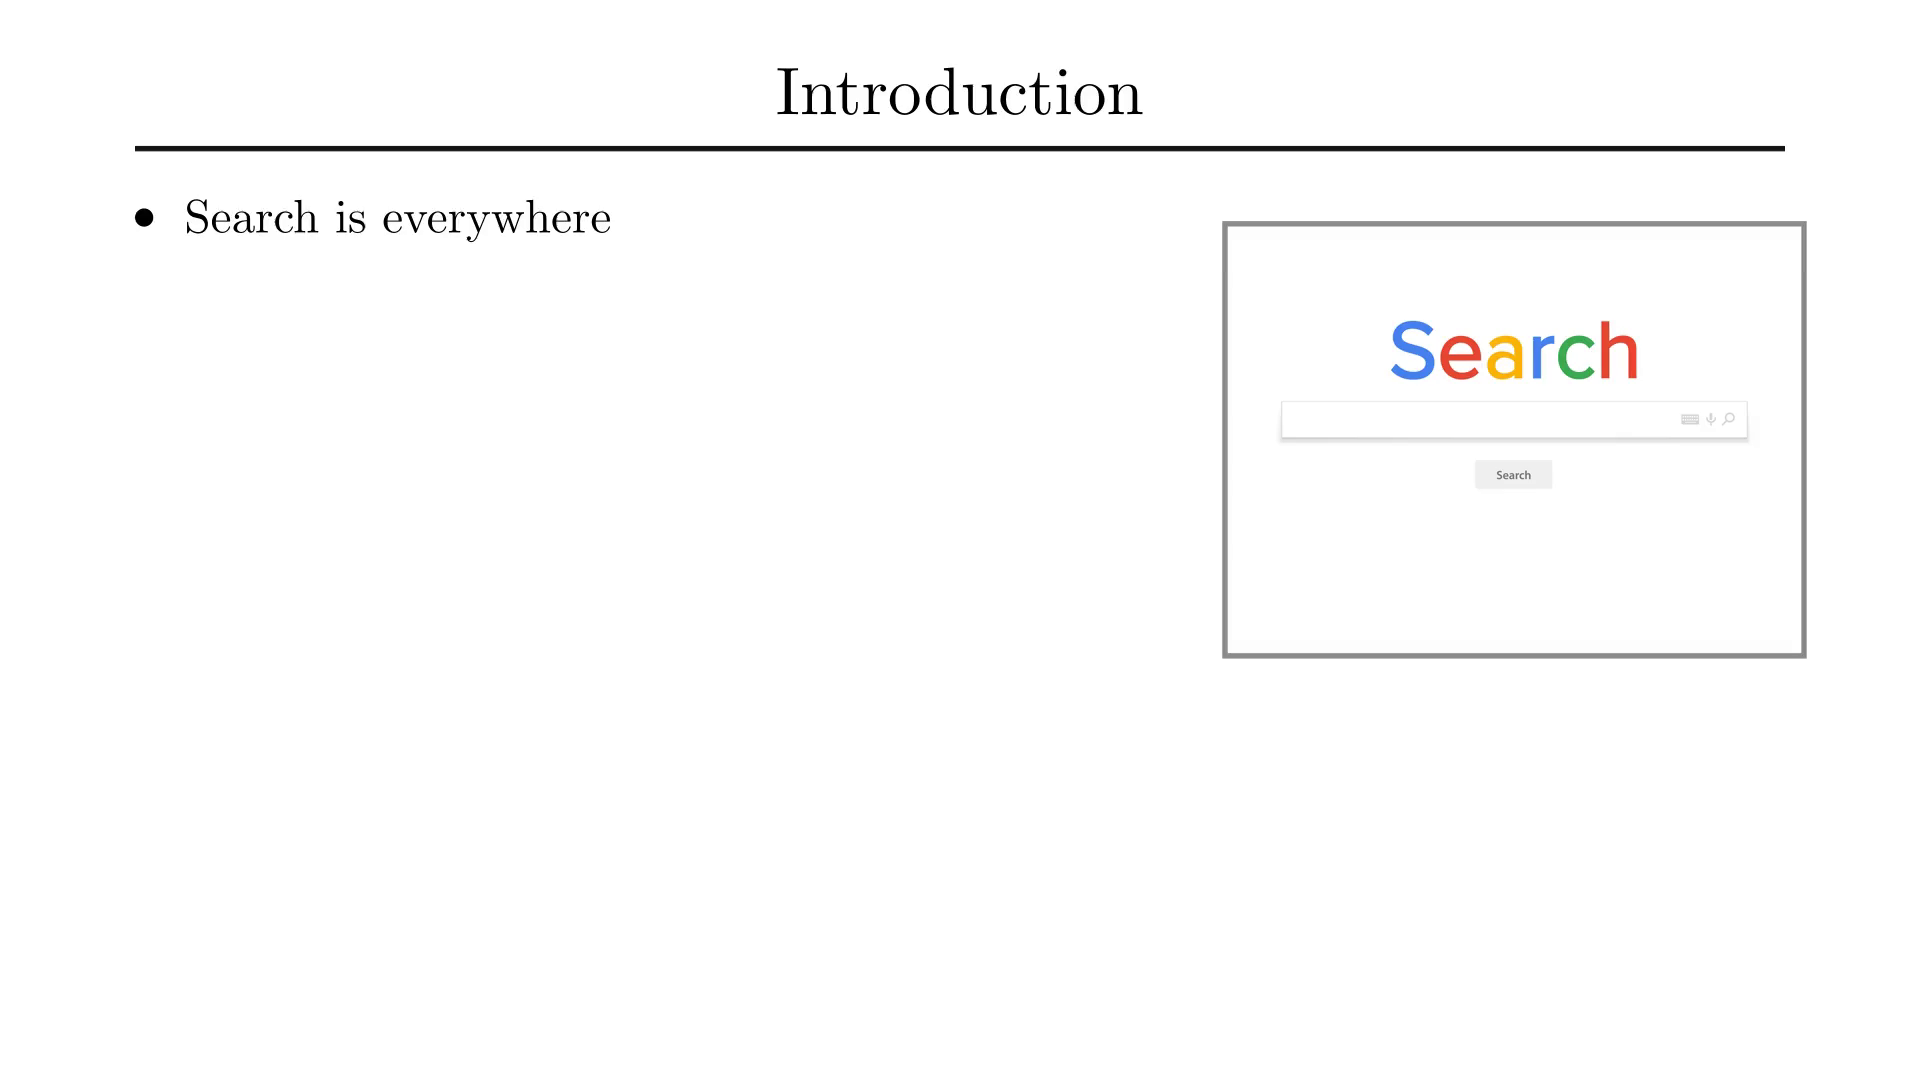 Introduction
• Search is everywhere
Search
Search